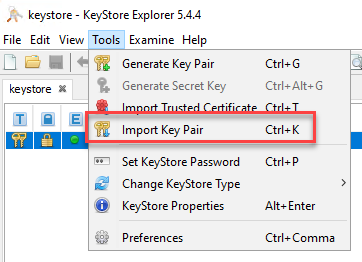 keystore - KeyStore Explorer 5.4.4
File Edit View Tools Examine Help
keystore
Generate Key Pair Ctrl+G
Generate Secret Key Ctrl+Alt+G
Import Trusted Certificate Ctrl+T
Import Key Pair Ctrl+K
Set KeyStore Password Ctrl+P
Change KeyStore Type
KeyStore Properties Alt+Enter
Preferences Ctrl+Comma
T E